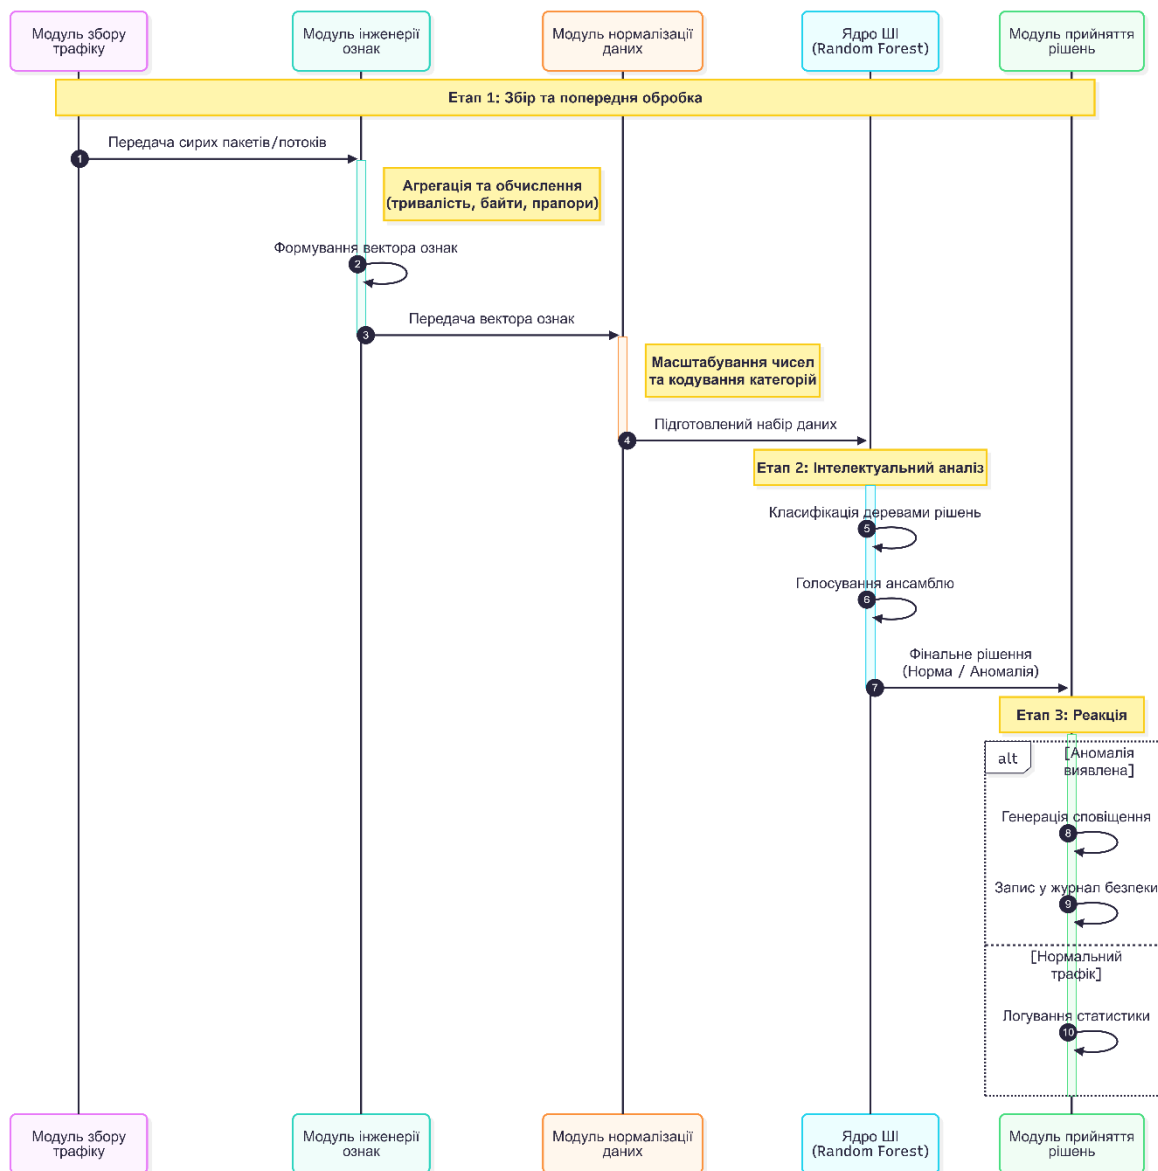 Модуль збору
трафіку
Модуль інженерії
ознак
Модуль нормалізації
даних
Ядро ШІ
(Random Forest)
Модуль прийняття
рішень
Етап 1: Збір та попередня обробка
1
Передача сирих пакетів/потоків
Агрегація та обчислення
(тривалість, байти, прапори)
Формування вектора ознак
2
Передача вектора ознак
3
Масштабування чисел
та кодування категорій
Підготовлений набір даних
4
Етап 2: Інтелектуальний аналіз
Класифікація деревами рішень
5
Голосування ансамблю
6
Фінальне рішення
(Норма / Аномалія)
7
Етап 3: Реакція
alt
[Аномалія
виявлена]
Генерація сповіщення
8
Запис у журнал безпеки
9
[Нормальний
трафік]
Логування статистики
10
Модуль збору
трафіку
Модуль інженерії
ознак
Модуль нормалізації
даних
Ядро ШІ
(Random Forest)
Модуль прийняття
рішень